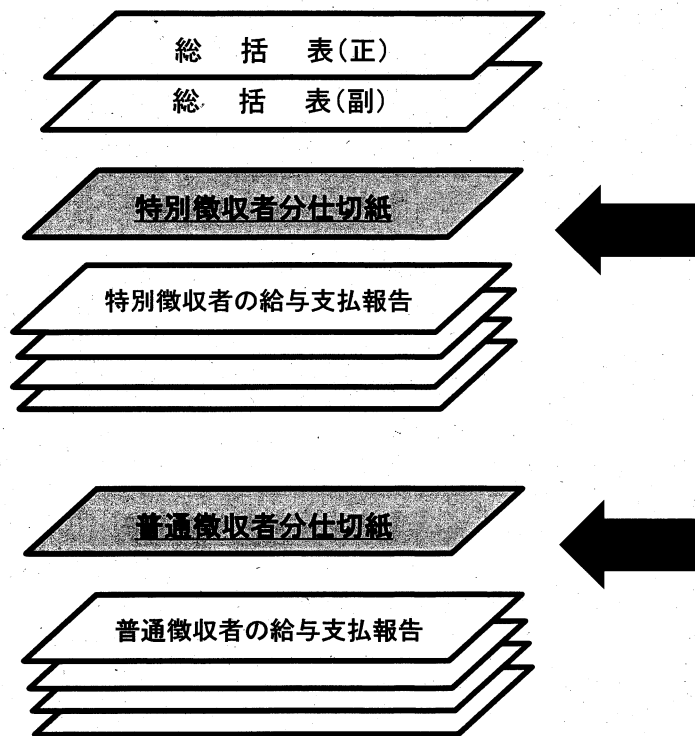 総 括 表(正)
総 括 表(副)
特別徴収者分仕切紙
特別徴収者の給与支払報告
普通徴収者分仕切紙
普通徴収者の給与支払報告